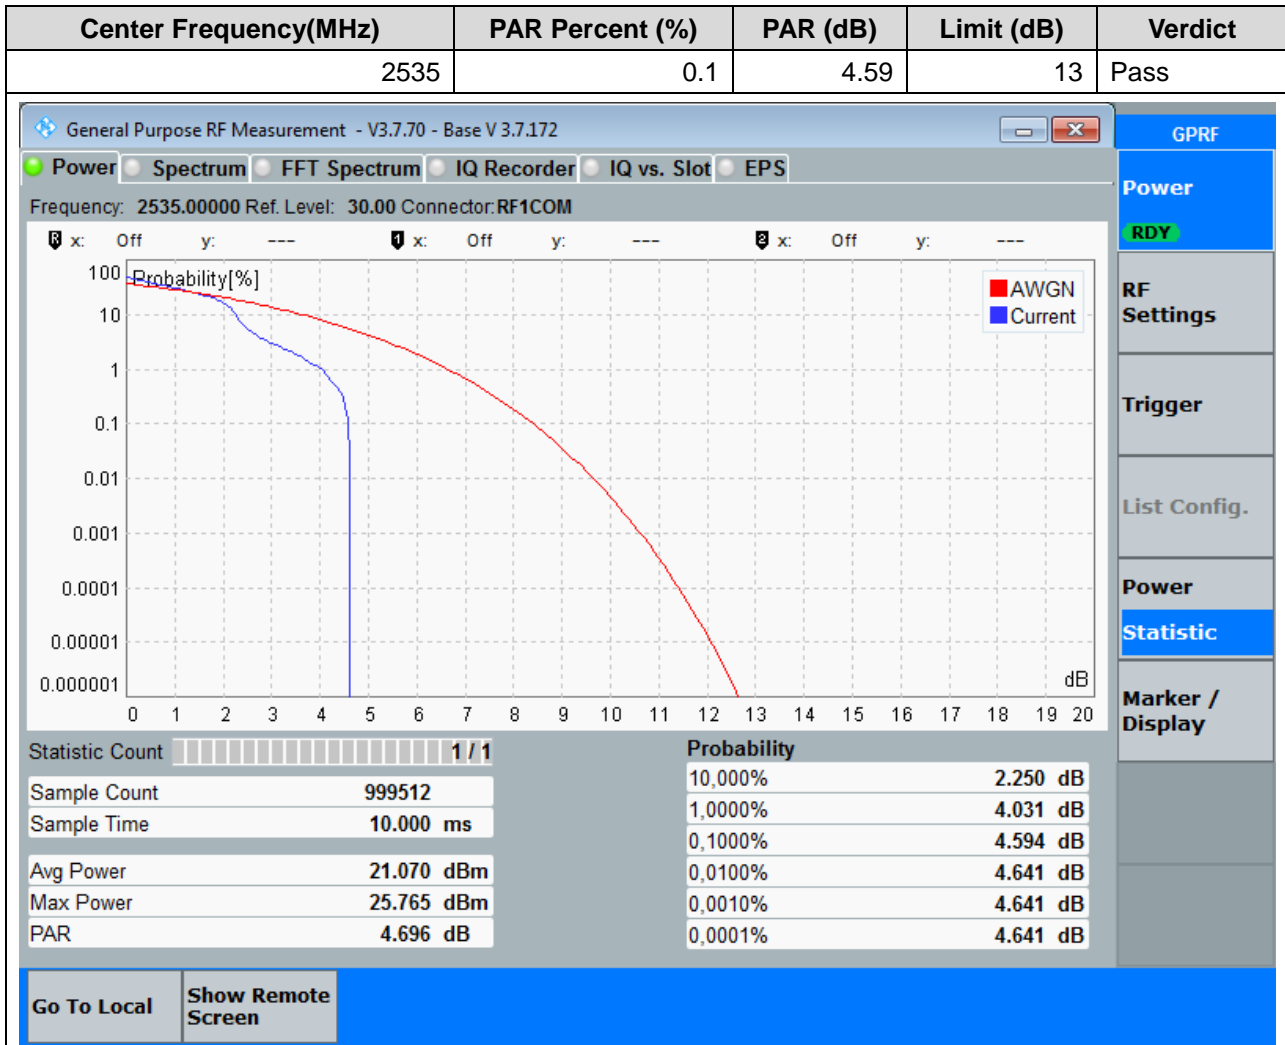 Center Frequency(MHz) PAR Percent (%) PAR (dB) Limit (dB) Verdict
2535 0.1 4.59 13 Pass
General Purpose RF Measurement - V3.7.70 - Base V 3.7.172
GPRF
Power Spectrum FFT Spectrum IQ Recorder IQ vs. Slot EPS
Power
RDY
Frequency: 2535.00000 Ref. Level: 30.00 Connector: RF1COM
R x: Off y: --- 1 x: Off y: --- 2 x: Off y: ---
Probability[%]
AWGN
Current
100
10
1
0.1
0.01
0.001
0.0001
0.00001
0.000001
dB
0 1 2 3 4 5 6 7 8 9 10 11 12 13 14 15 16 17 18 19 20
RF
Settings
Trigger
List Config.
Power
Statistic
Marker /
Display
Statistic Count 1 / 1
Sample Count 999512
Sample Time 10.000 ms
Avg Power 21.070 dBm
Max Power 25.765 dBm
PAR 4.696 dB
Probability
10,000% 2.250 dB
1,0000% 4.031 dB
0,1000% 4.594 dB
0,0100% 4.641 dB
0,0010% 4.641 dB
0,0001% 4.641 dB
Go To Local
Show Remote
Screen